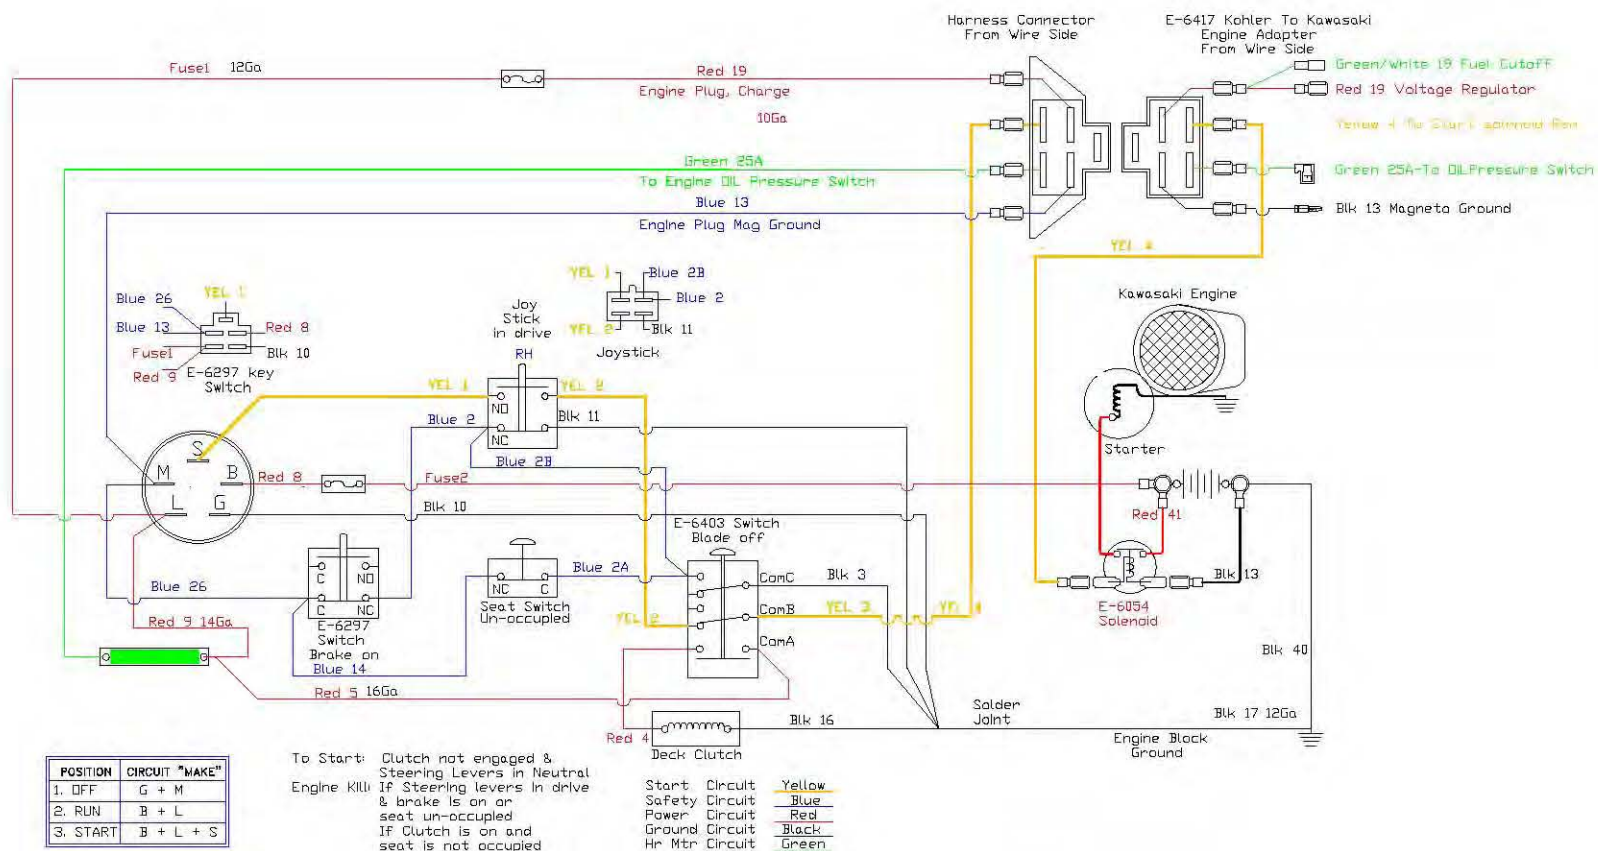 Harness Connector
From Wire Side
E-6417 Kohler To Kawasaki
Engine Adapter
From Wire Side
Green/White 19 Fuel Cutoff
Fuse1 12Ga
Red 19
Engine Plug, Charge
10Ga
Red 19 Voltage Regulator
Green 25A
To Engine OIL Pressure Switch
Green 25A-To OILPressure Switch
Blue 13
Engine Plug Mag Ground
Blk 13 Magneto Ground
YEL 4
Kawasaki Engine
Starter
YEL 1
Blue 26
Blue 13
Red 8
Fuse1
Blk 10
Red 9
E-6297 key
Switch
Joy
Stick
in drive
RH
YEL 1
Blue 2B
Blue 2
YEL 2
Blk 11
Joystick
YEL 1
YEL 2
NO
NC
Blue 2
Blk 11
Blue 2B
S
M
B
L
G
Red 8
Fuse2
Blk 10
Red 41
E-6403 Switch
Blade off
C
NO
C
NC
Blue 26
E-6297
Switch
Brake on
NC
C
Seat Switch
Un-occupied
Blue 2A
ComC
Blk 3
ComB
YEL 3
YEL 2
ComA
Blk 13
E-6054
Solenoid
Red 9 14Ga
Blue 14
Red 5 16Ga
Blk 40
Solder
Joint
Blk 17 12Ga
Engine Block
Ground
Red 4
Blk 16
Deck Clutch
POSITION CIRCUIT "MAKE"
1. OFF G + M
2. RUN B + L
3. START B + L + S
To Start: Clutch not engaged &
Steering Levers in Neutral
Engine Kill: If Steering levers in drive
& brake is on or
seat un-occupied
If Clutch is on and
seat is not occupied
Start Circuit Yellow
Safety Circuit Blue
Power Circuit Red
Ground Circuit Black
Hr Mtr Circuit Green